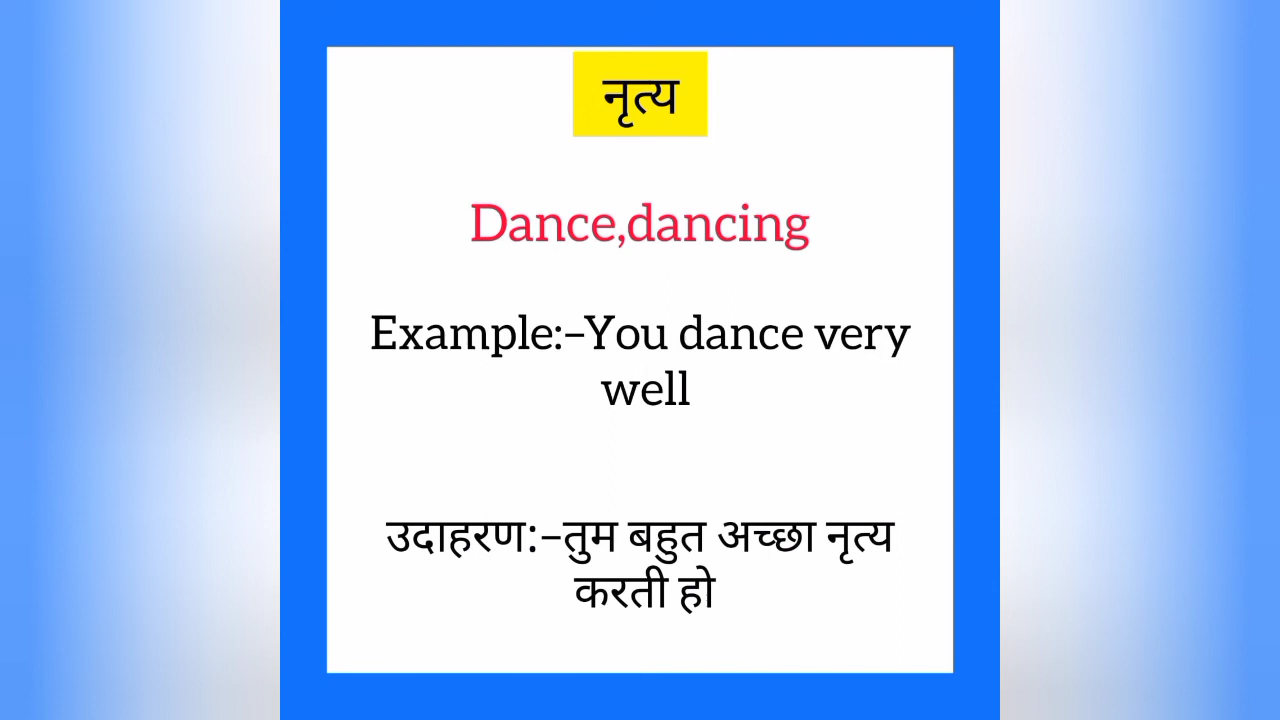 नृत्य
Dance,dancing
Example:–You dance very
well
उदाहरण:–तुम बहुत अच्छा नृत्य
करती हो